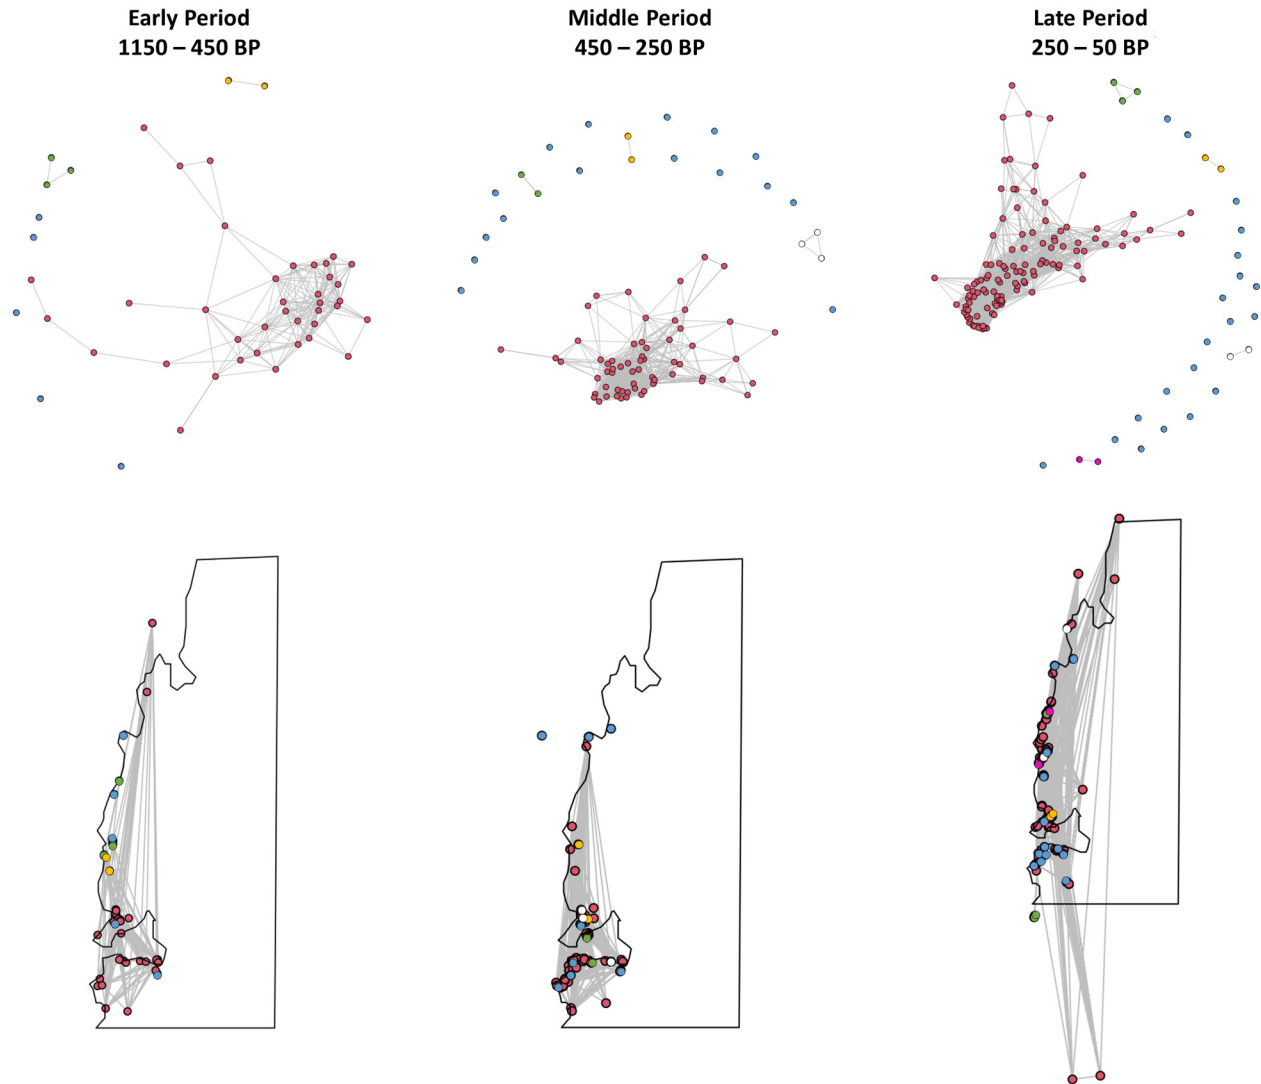 Early Period
1150 – 450 BP
Middle Period
450 – 250 BP
Late Period
250 – 50 BP